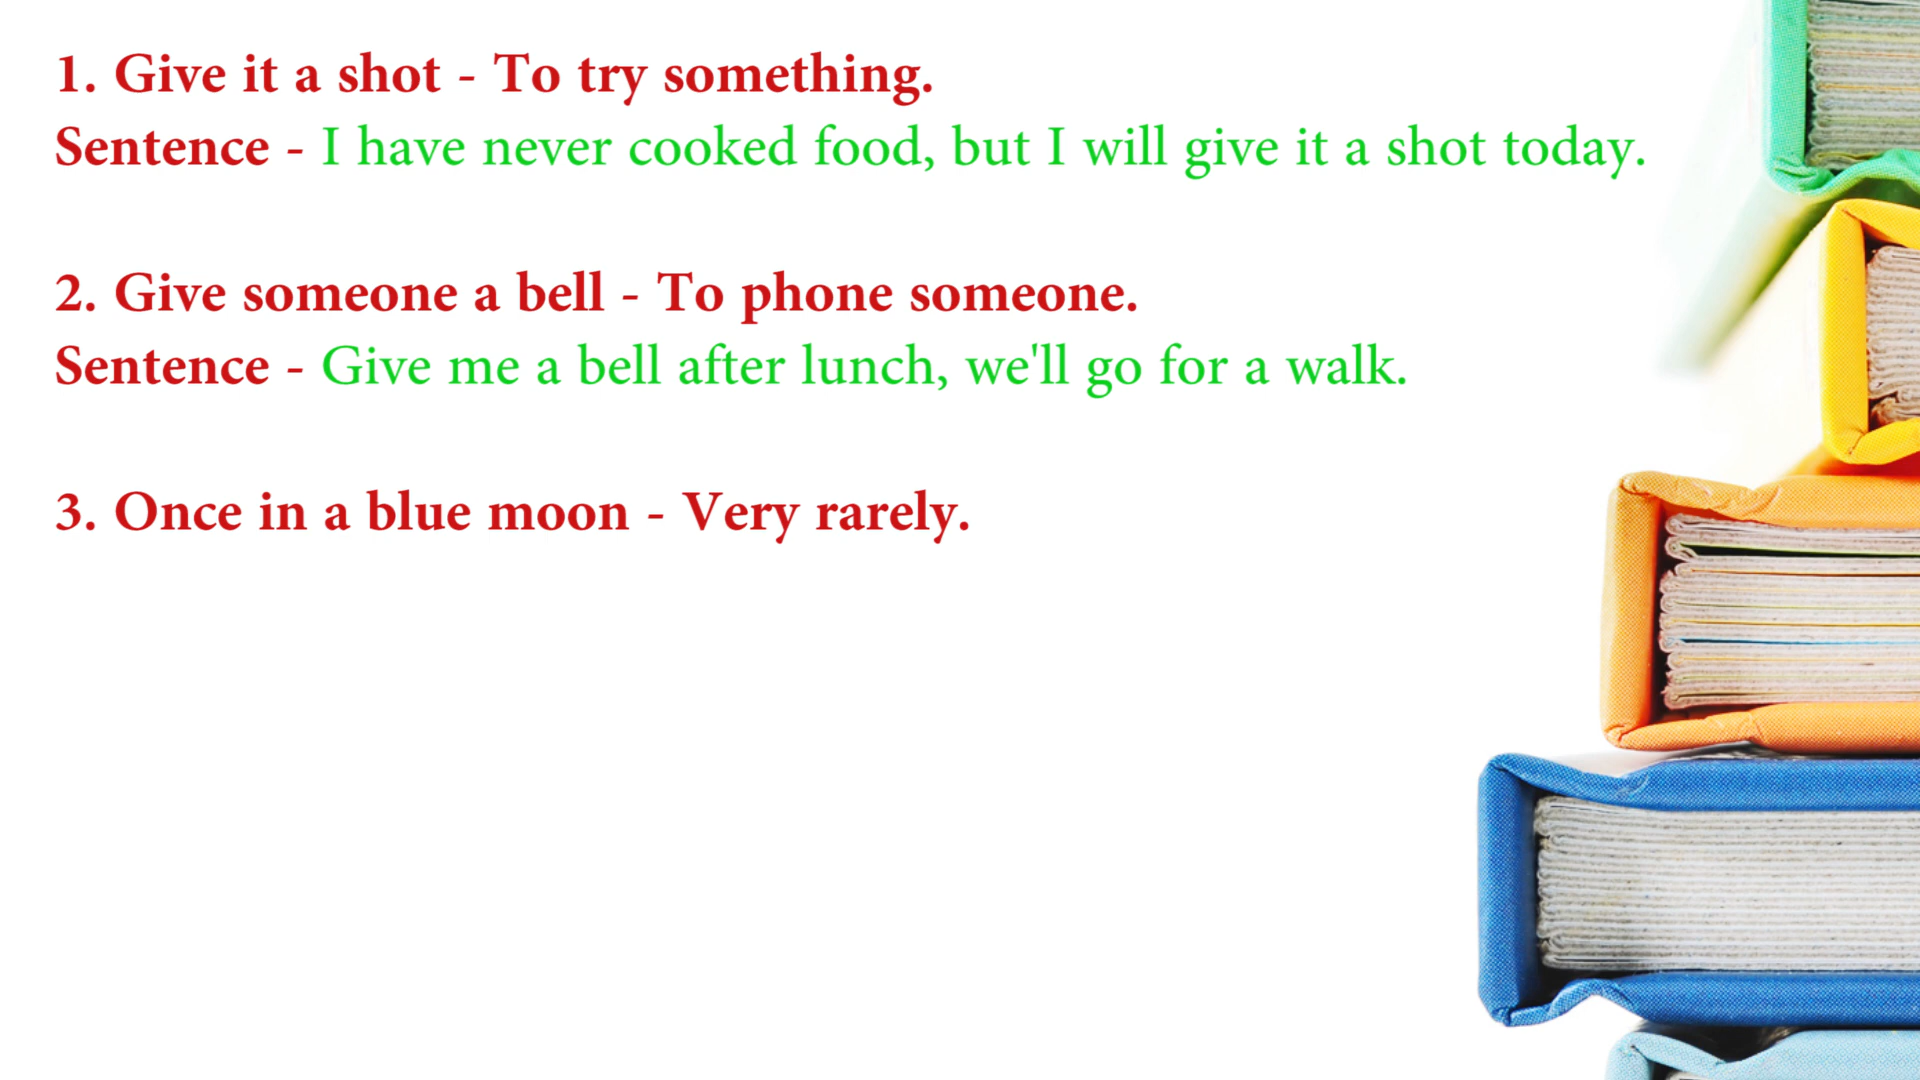 1. Give it a shot - To try something.
Sentence - I have never cooked food, but I will give it a shot today.
2. Give someone a bell - To phone someone.
Sentence - Give me a bell after lunch, we'll go for a walk.
3. Once in a blue moon - Very rarely.